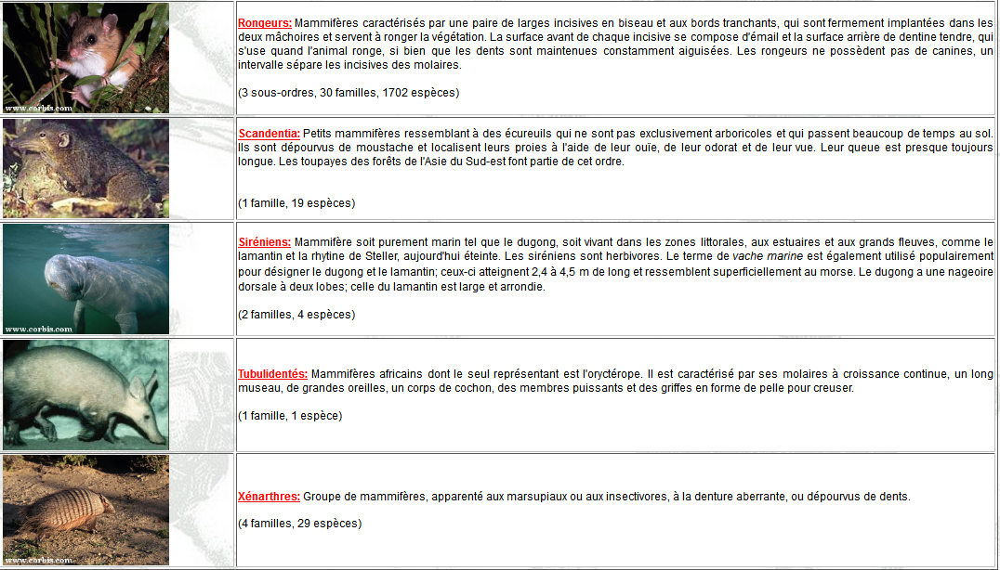 Rongeurs: Mammifères caractérisés par une paire de larges incisives en biseau et aux bords tranchants, qui sont fermement implantées dans les
deux mâchoires et servent à ronger la végétation. La surface avant de chaque incisive se compose d'émail et la surface arrière de dentine tendre, qui
s'use quand l'animal ronge, si bien que les dents sont maintenues constamment aiguisées. Les rongeurs ne possèdent pas de canines, un
intervalle sépare les incisives des molaires.
(3 sous-ordres, 30 familles, 1702 espèces)
www.corbis.com
Scandentia: Petits mammifères ressemblant à des écureuils qui ne sont pas exclusivement arboricoles et qui passent beaucoup de temps au sol.
Ils sont dépourvus de moustache et localisent leurs proies à l'aide de leur ouïe, de leur odorat et de leur vue. Leur queue est presque toujours
longue. Les toupayes des forêts de l'Asie du Sud-est font partie de cet ordre.
(1 famille, 19 espèces)
Siréniens: Mammifère soit purement marin tel que le dugong, soit vivant dans les zones littorales, aux estuaires et aux grands fleuves, comme le
lamantin et la rhytine de Steller, aujourd'hui éteinte. Les siréniens sont herbivores. Le terme de vache marine est également utilisé populairement
pour désigner le dugong et le lamantin; ceux-ci atteignent 2,4 à 4,5 m de long et ressemblent superficiellement au morse. Le dugong a une nageoire
dorsale à deux lobes; celle du lamantin est large et arrondie.
(2 familles, 4 espèces)
www.corbis.com
Tubulidentés: Mammifères africains dont le seul représentant est l'oryctérope. Il est caractérisé par ses molaires à croissance continue, un long
museau, de grandes oreilles, un corps de cochon, des membres puissants et des griffes en forme de pelle pour creuser.
(1 famille, 1 espèce)
Xénarthres: Groupe de mammifères, apparenté aux marsupiaux ou aux insectivores, à la denture aberrante, ou dépourvus de dents.
(4 familles, 29 espèces)
www.corbis.com